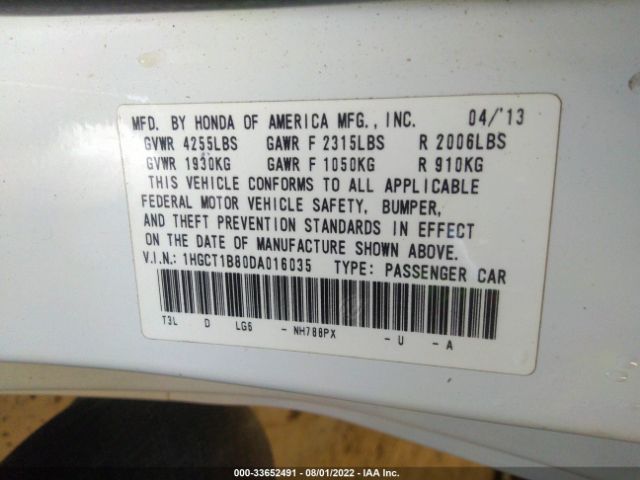 MFD. BY HONDA OF AMERICA MFG., INC. 04/'13
GVWR 4255LBS GAWR F 2315LBS R 2006LBS
GVWR 1930KG GAWR F 1050KG R 910KG
THIS VEHICLE CONFORMS TO ALL APPLICABLE
FEDERAL MOTOR VEHICLE SAFETY, BUMPER,
AND THEFT PREVENTION STANDARDS IN EFFECT
ON THE DATE OF MANUFACTURE SHOWN ABOVE.
V.I.N.: 1HGCT1B80DA016035 TYPE: PASSENGER CAR
T3L D LG6 - NH788PX - U - A
000-33652491 - 08/01/2022 - IAA Inc.